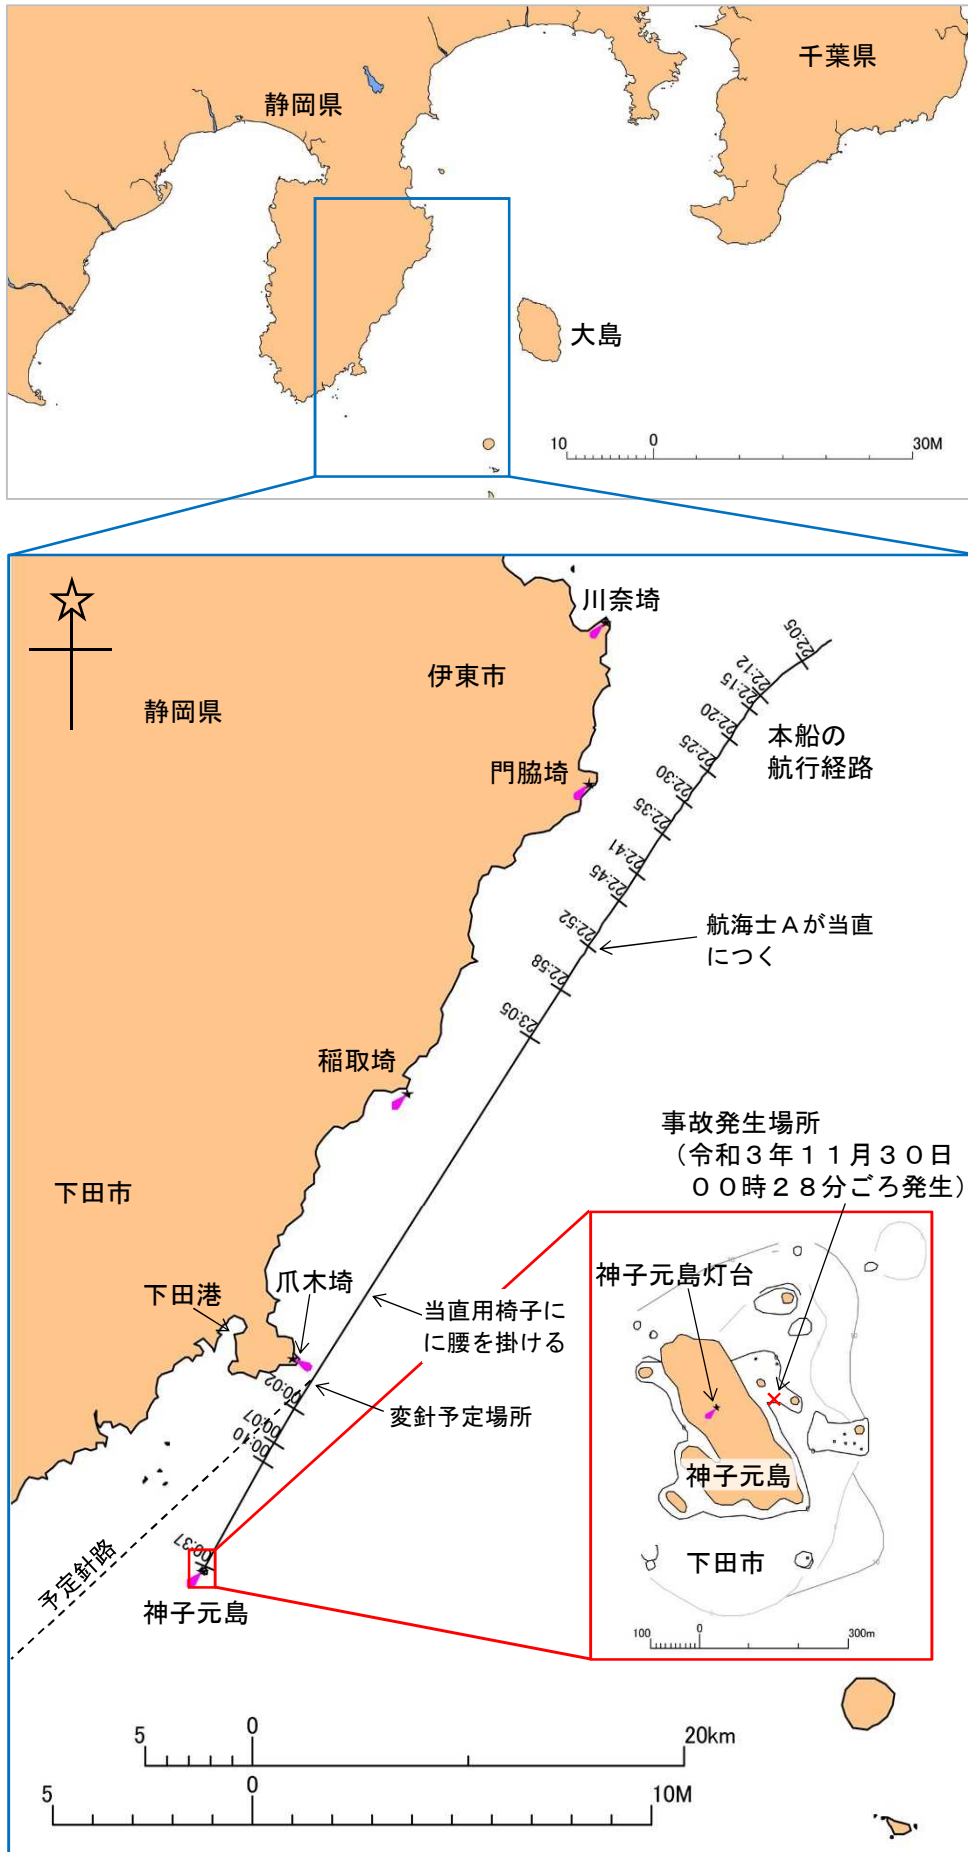 千葉県
静岡県
大島
10 0 30M
川奈埼
伊東市
静岡県
22:05
22:12
22:15
22:20
22:25
22:30
22:35
22:41
22:45
22:52
22:58
23:05
本船の
航行経路
門脇埼
航海士Aが当直
につく
稲取埼
事故発生場所
(令和3年11月30日
00時28分ごろ発生)
下田市
神子元島灯台
爪木埼
下田港
当直用椅子に
に腰を掛ける
00:02
00:07
00:10
変針予定場所
00:37
神子元島
下田市
予定針路
神子元島
100 0 300m
5 0 20km
5 0 10M